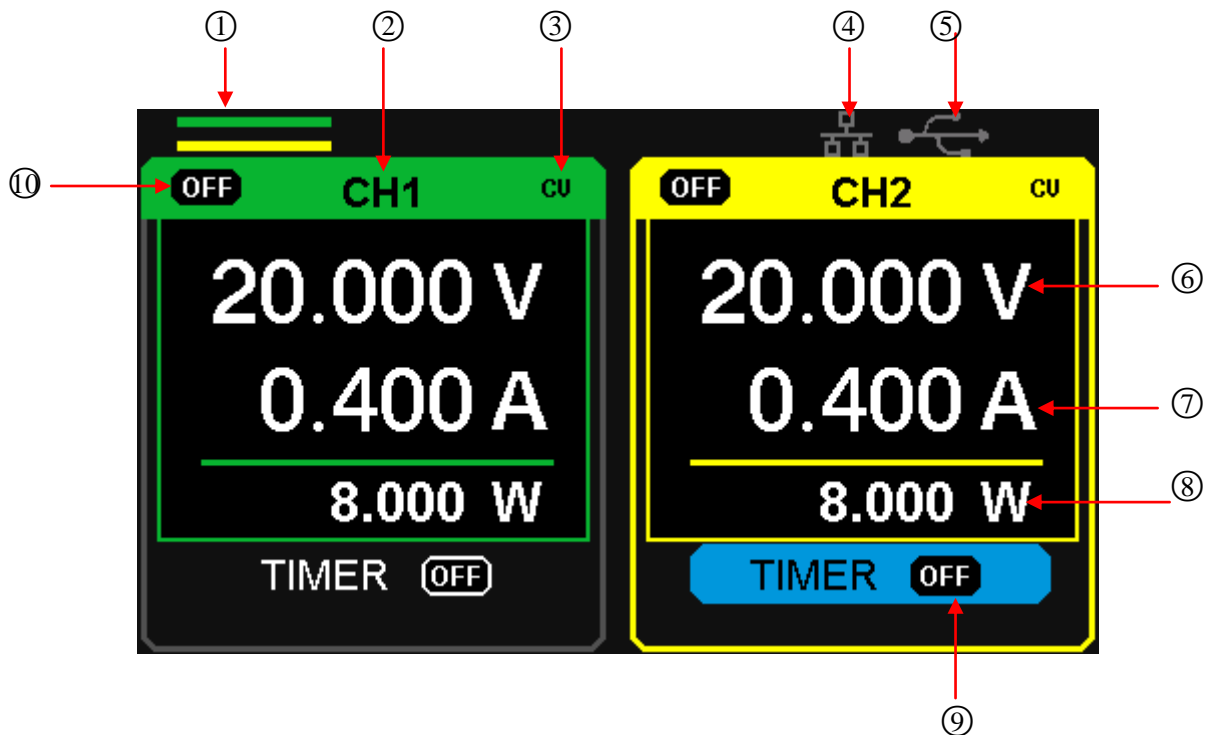 ① ② ③ ④ ⑤
⑩ OFF CH1 CV OFF CH2 CV
20.000 V 20.000 V ⑥
0.400 A 0.400 A ⑦
8.000 W 8.000 W ⑧
TIMER OFF TIMER OFF
⑨